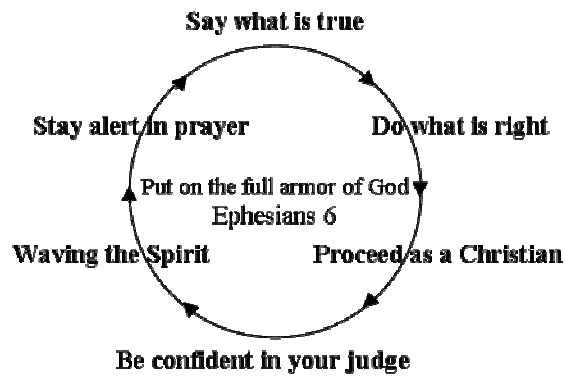 Say what is true
Stay alert in prayer
Do what is right
Put on the full armor of God
Ephesians 6
Waving the Spirit
Proceed as a Christian
Be confident in your judge